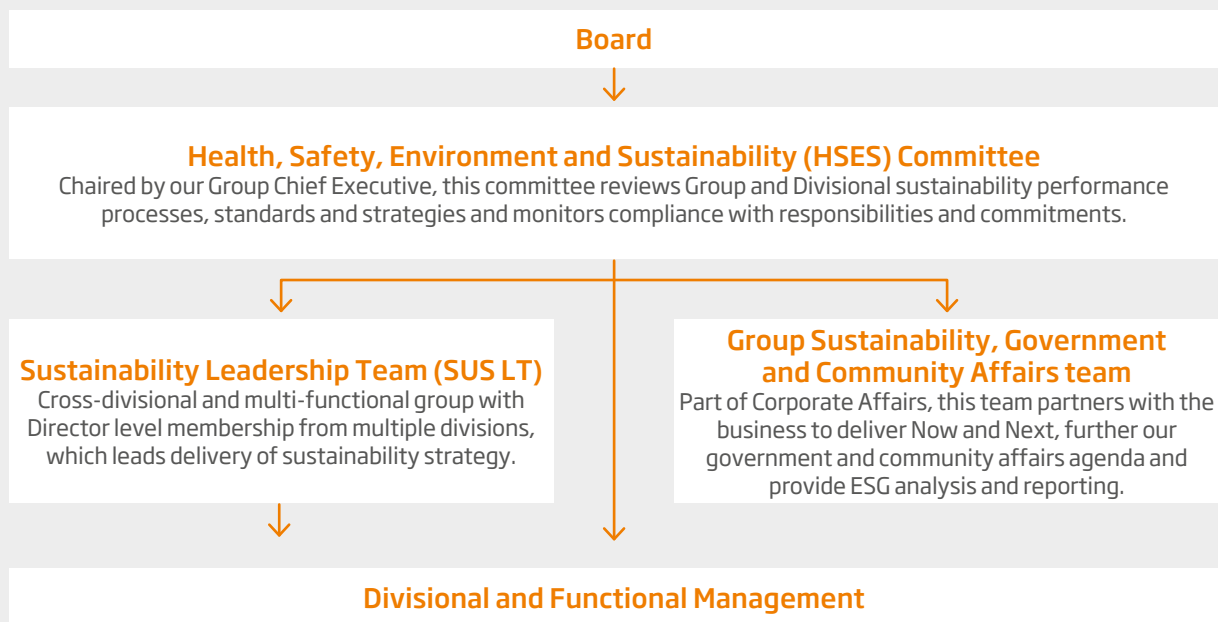 Board
Health, Safety, Environment and Sustainability (HSES) Committee
Chaired by our Group Chief Executive, this committee reviews Group and Divisional sustainability performance
processes, standards and strategies and monitors compliance with responsibilities and commitments.
Sustainability Leadership Team (SUS LT)
Cross-divisional and multi-functional group with
Director level membership from multiple divisions,
which leads delivery of sustainability strategy.
Group Sustainability, Government
and Community Affairs team
Part of Corporate Affairs, this team partners with the
business to deliver Now and Next, further our
government and community affairs agenda and
provide ESG analysis and reporting.
Divisional and Functional Management